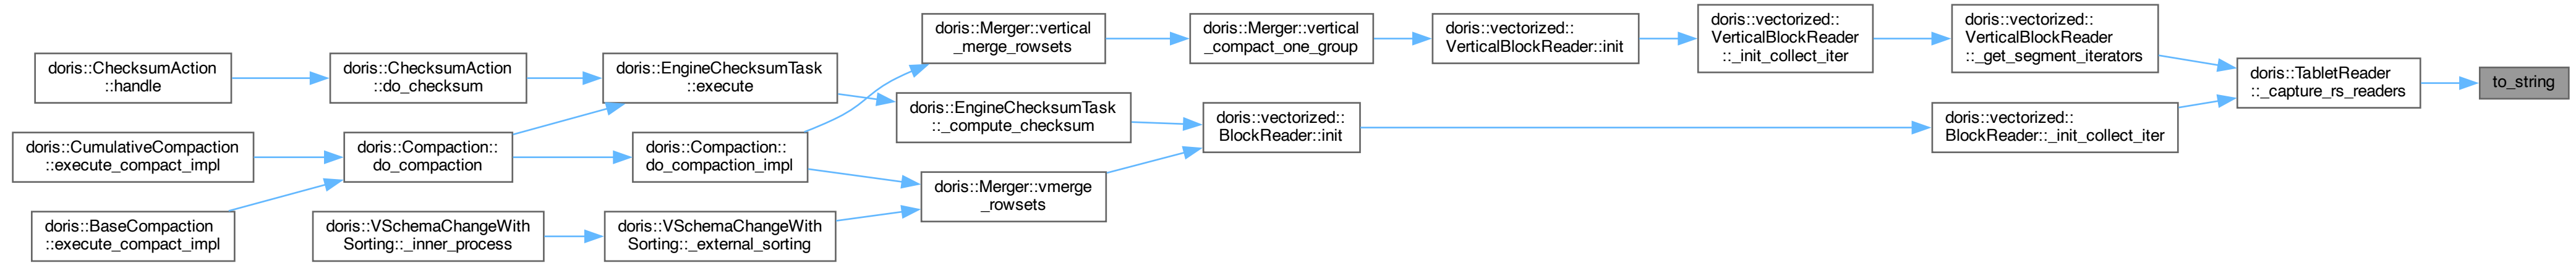 doris::ChecksumAction
::handle
doris::CumulativeCompaction
::execute_compact_impl
doris::BaseCompaction
::execute_compact_impl
doris::ChecksumAction
::do_checksum
doris::Compaction::
do_compaction
doris::VSchemaChangeWith
Sorting::_inner_process
doris::EngineChecksumTask
::execute
doris::Compaction::
do_compaction_impl
doris::VSchemaChangeWith
Sorting::_external_sorting
doris::Merger::vertical
_merge_rowsets
doris::EngineChecksumTask
::_compute_checksum
doris::Merger::vmerge
_rowsets
doris::Merger::vertical
_compact_one_group
doris::vectorized::
BlockReader::init
doris::vectorized::
VerticalBlockReader::init
doris::vectorized::
VerticalBlockReader
::_init_collect_iter
doris::vectorized::
VerticalBlockReader
::_get_segment_iterators
doris::vectorized::
BlockReader::_init_collect_iter
doris::TabletReader
::_capture_rs_readers
to_string